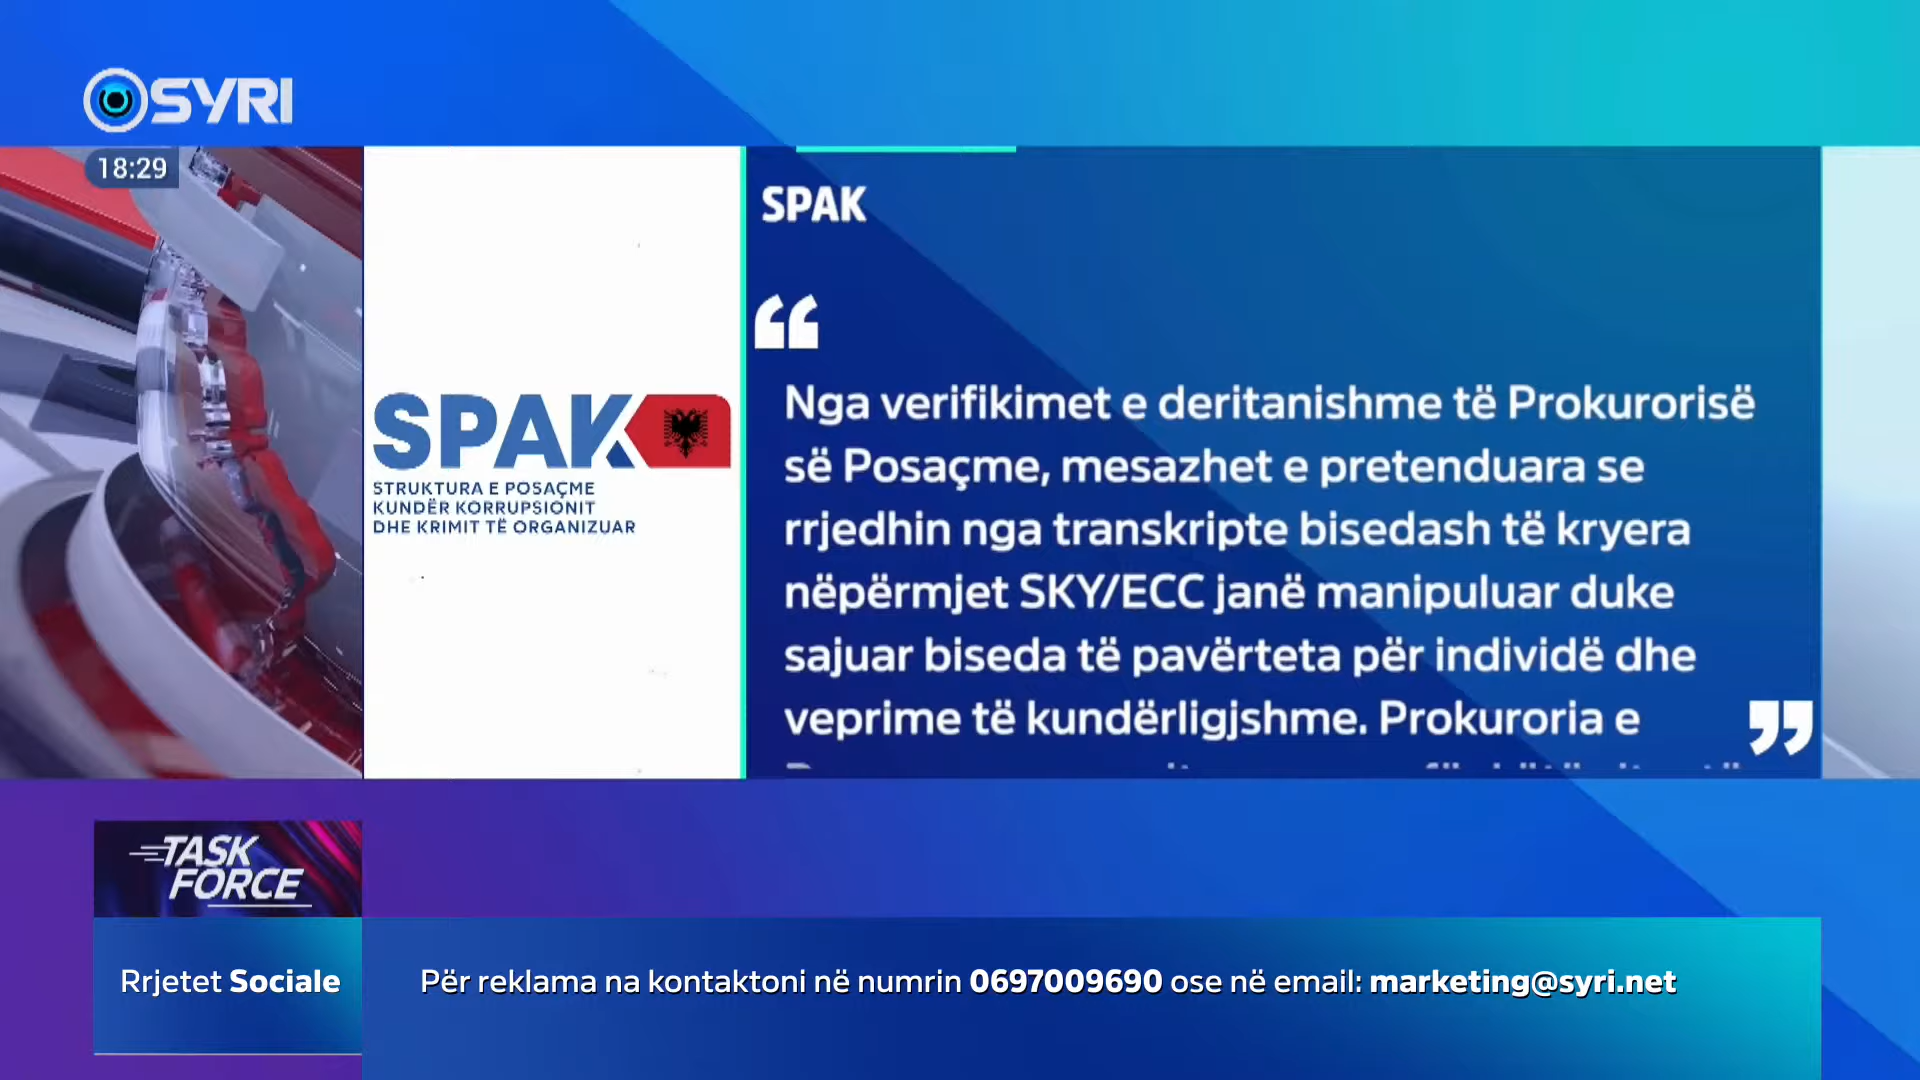 SYRI
18:29
SPAK
STRUKTURA E POSAÇME
KUNDËR KORRUPSIONIT
DHE KRIMIT TË ORGANIZUAR
SPAK
“
Nga verifikimet e deritanishme të Prokurorisë
së Posaçme, mesazhet e pretenduara se
rrjedhin nga transkripte bisedash të kryera
nëpërmjet SKY/ECC janë manipuluar duke
sajuar biseda të pavërteta për individë dhe
veprime të kundërligjshme. Prokuroria e
”
TASK
FORCE
Rrjetet Sociale
Për reklama na kontaktoni në numrin 0697009690 ose në email: marketing@syri.net